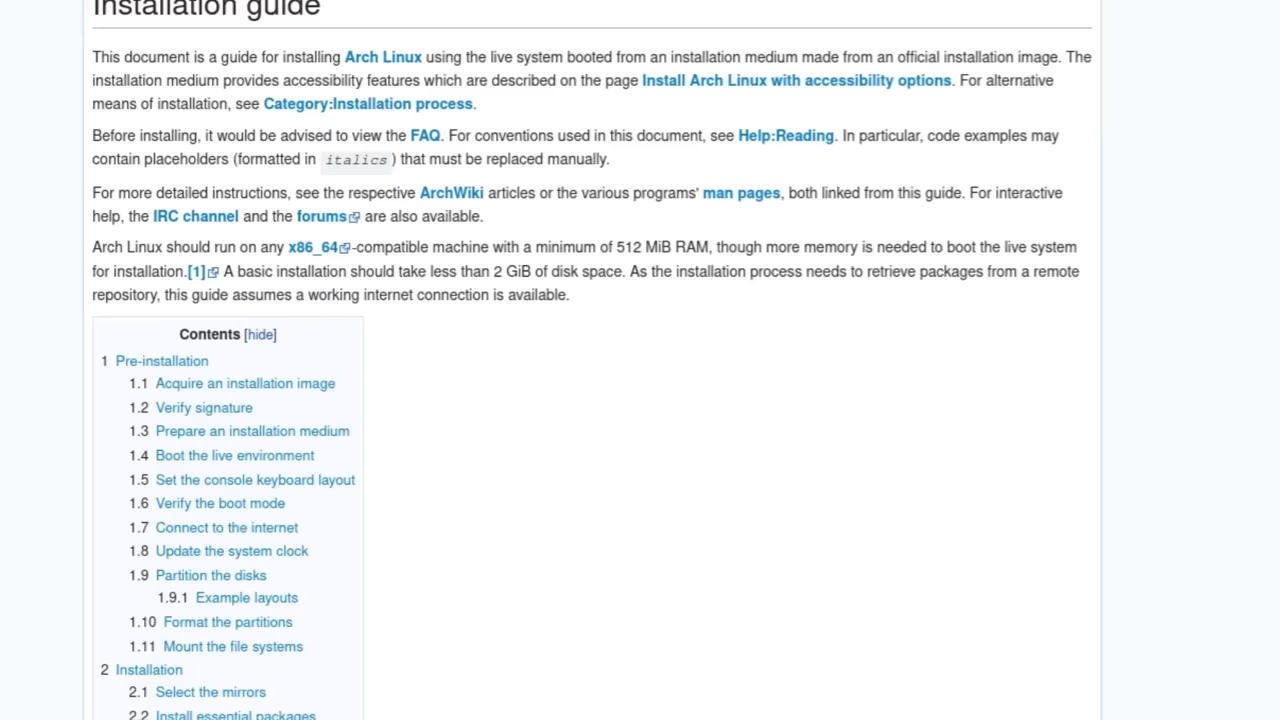 Installation guide
This document is a guide for installing Arch Linux using the live system booted from an installation medium made from an official installation image. The
installation medium provides accessibility features which are described on the page Install Arch Linux with accessibility options. For alternative
means of installation, see Category:Installation process.
Before installing, it would be advised to view the FAQ. For conventions used in this document, see Help:Reading. In particular, code examples may
contain placeholders (formatted in italics) that must be replaced manually.
For more detailed instructions, see the respective ArchWiki articles or the various programs' man pages, both linked from this guide. For interactive
help, the IRC channel and the forums are also available.
Arch Linux should run on any x86_64-compatible machine with a minimum of 512 MiB RAM, though more memory is needed to boot the live system
for installation.[1] A basic installation should take less than 2 GiB of disk space. As the installation process needs to retrieve packages from a remote
repository, this guide assumes a working internet connection is available.
Contents [hide]
1 Pre-installation
1.1 Acquire an installation image
1.2 Verify signature
1.3 Prepare an installation medium
1.4 Boot the live environment
1.5 Set the console keyboard layout
1.6 Verify the boot mode
1.7 Connect to the internet
1.8 Update the system clock
1.9 Partition the disks
1.9.1 Example layouts
1.10 Format the partitions
1.11 Mount the file systems
2 Installation
2.1 Select the mirrors
2.2 Install essential packages